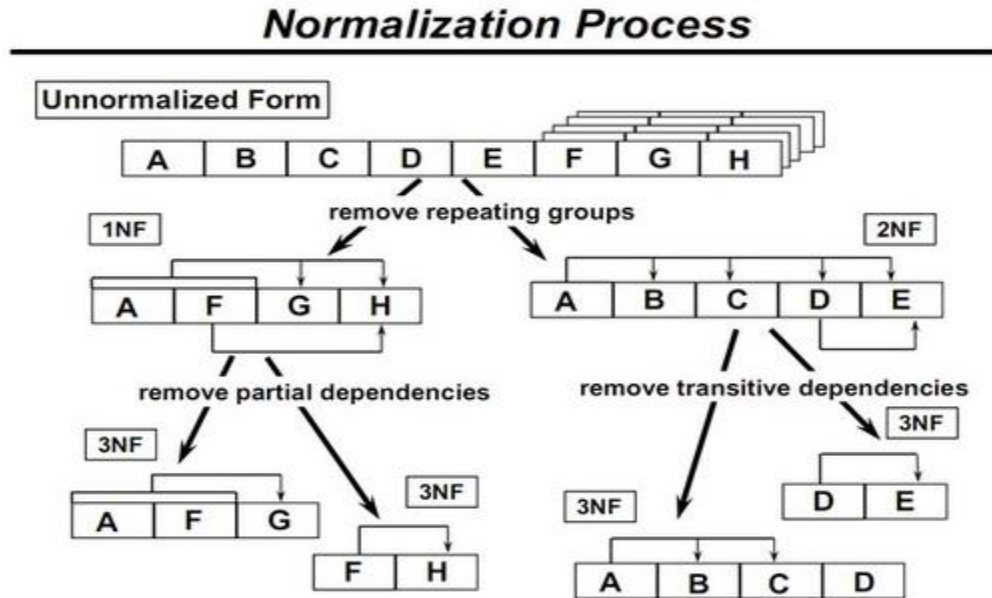 Normalization Process
Unnormalized Form
A B C D E F G H
remove repeating groups
1NF
2NF
A F G H
A B C D E
remove partial dependencies
remove transitive dependencies
3NF
3NF
A F G
D E
3NF
3NF
F H
A B C D